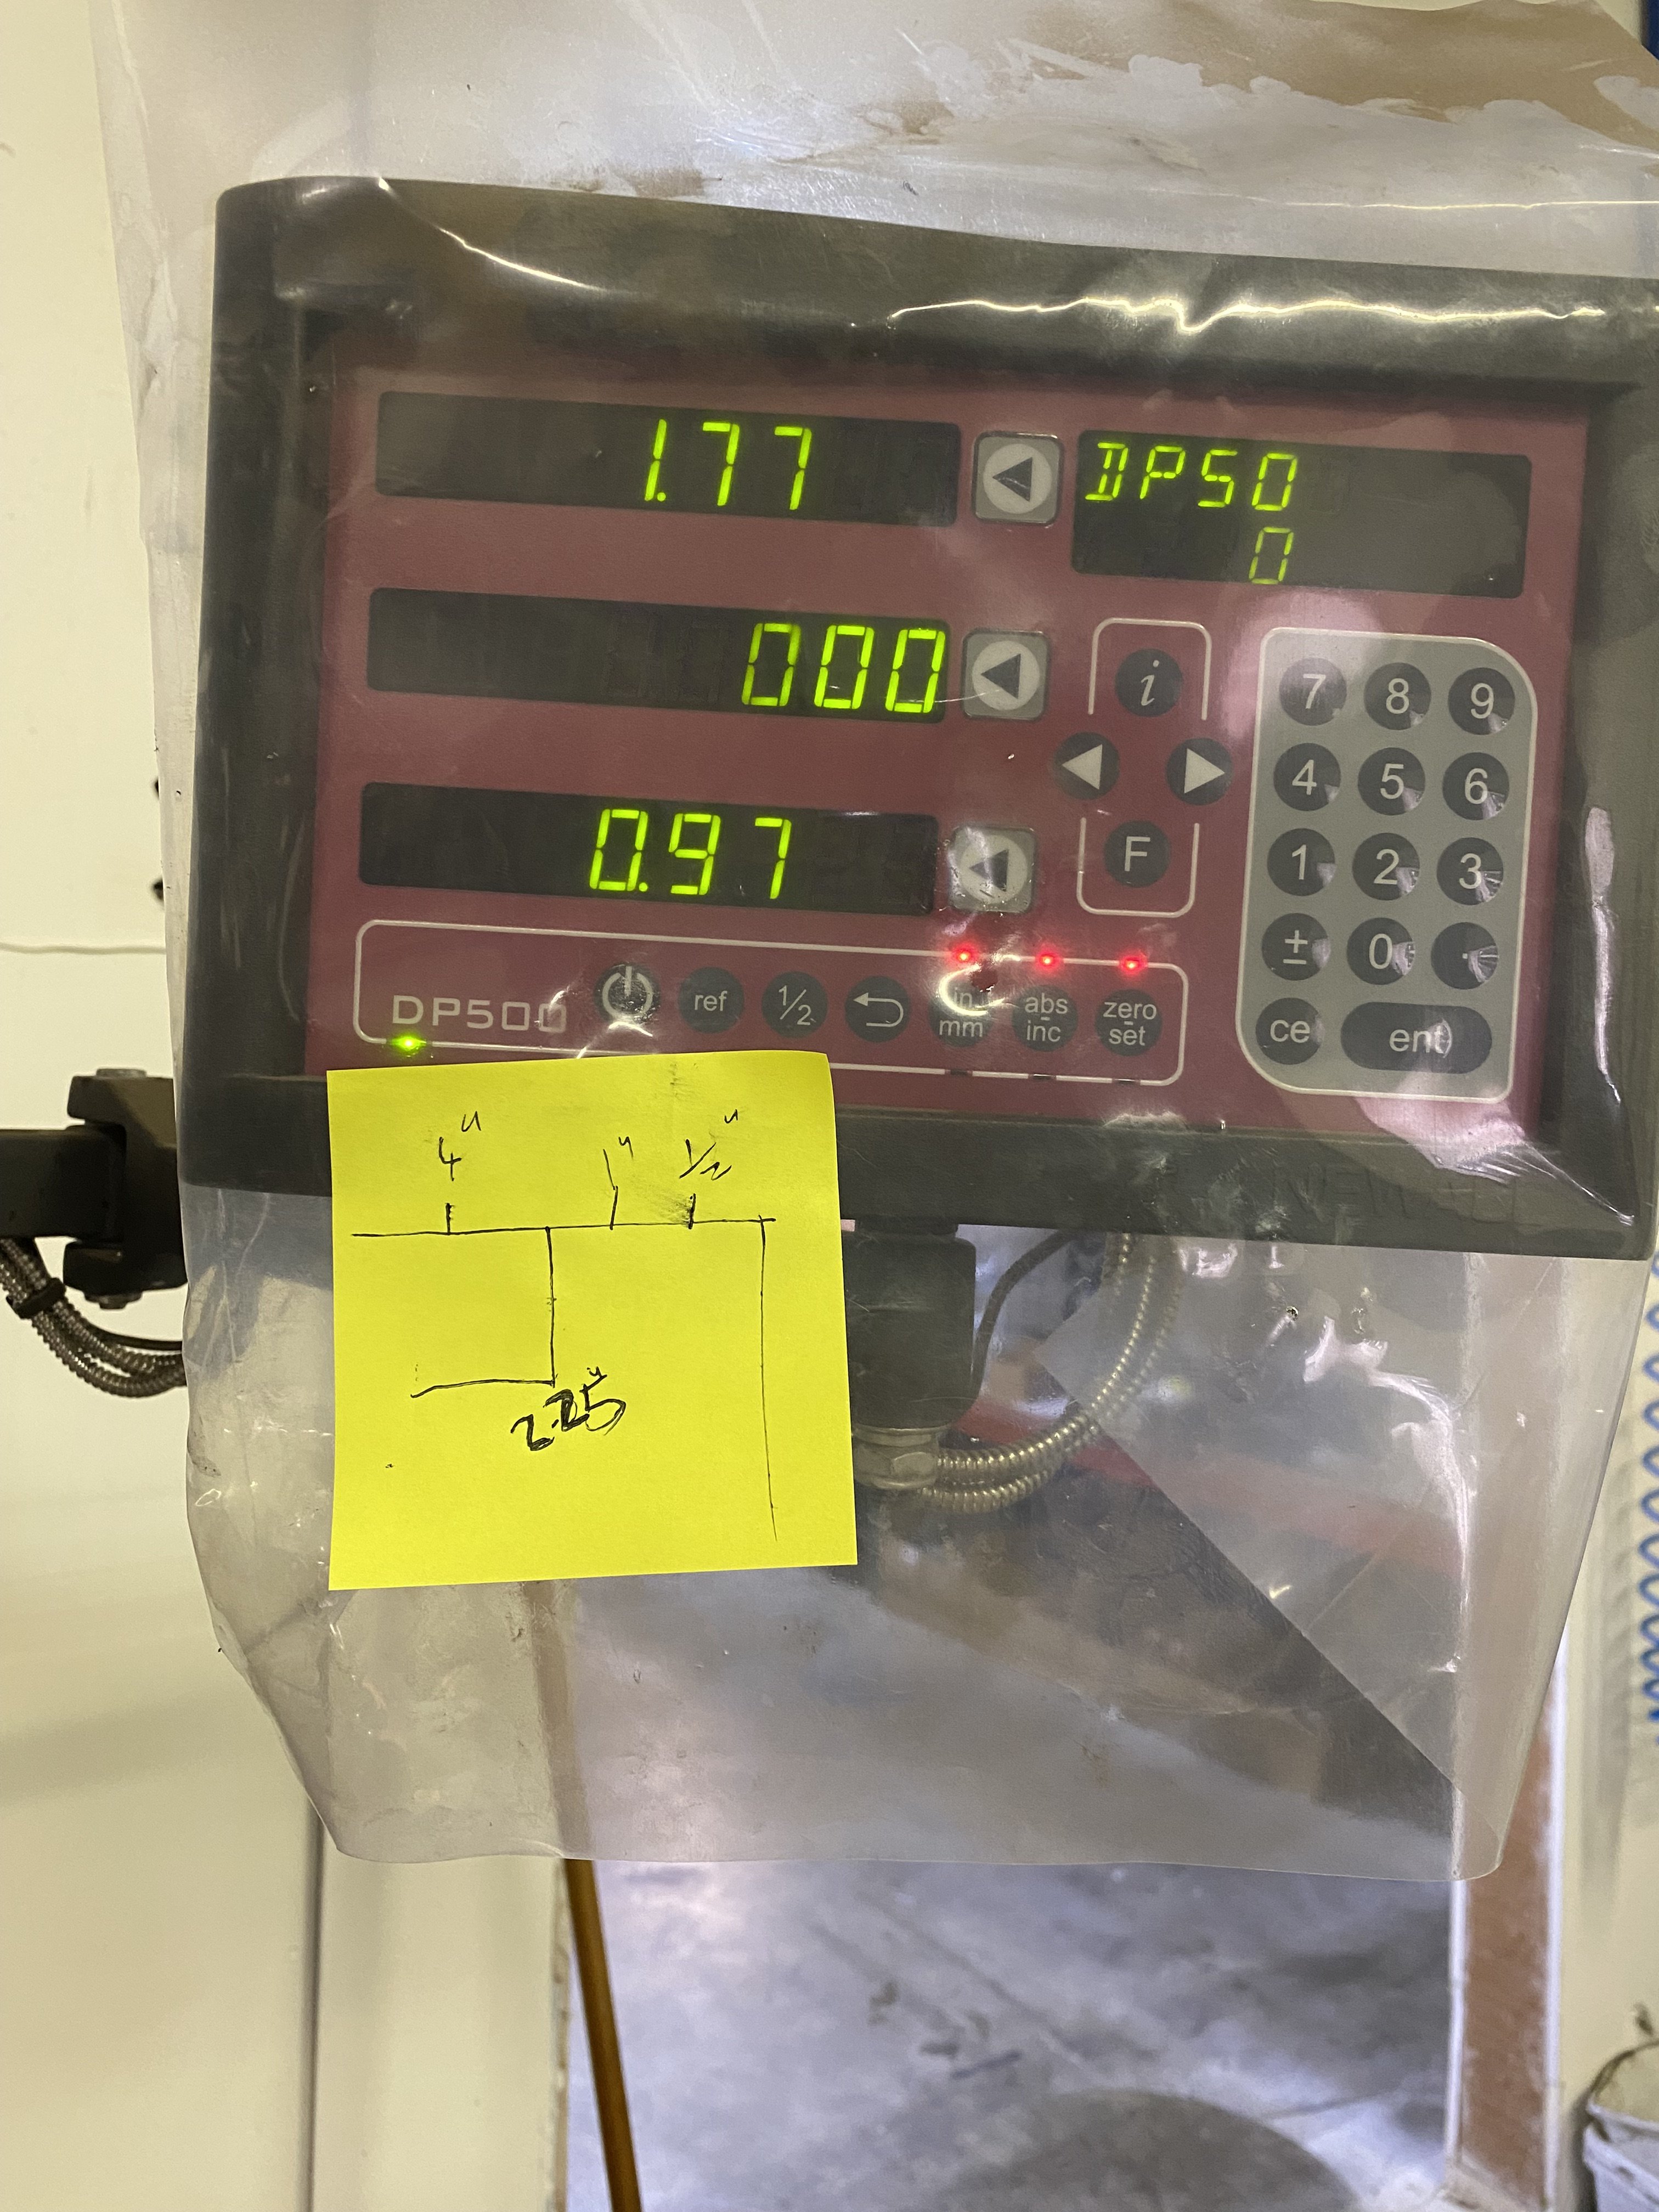 1.77
DP50
0
000
0.97
i
F
7 8 9
4 5 6
1 2 3
± 0 .
ce ent
DP500
ref
1/2
in
mm
abs
inc
zero
set
4"
1"
1/2"
2.25"